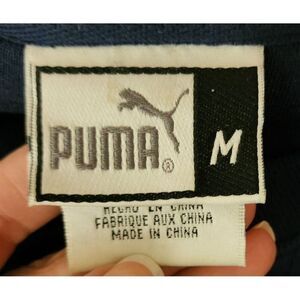 PUMA® M
HECHO EN CHINA
FABRIQUE AUX CHINA
MADE IN CHINA